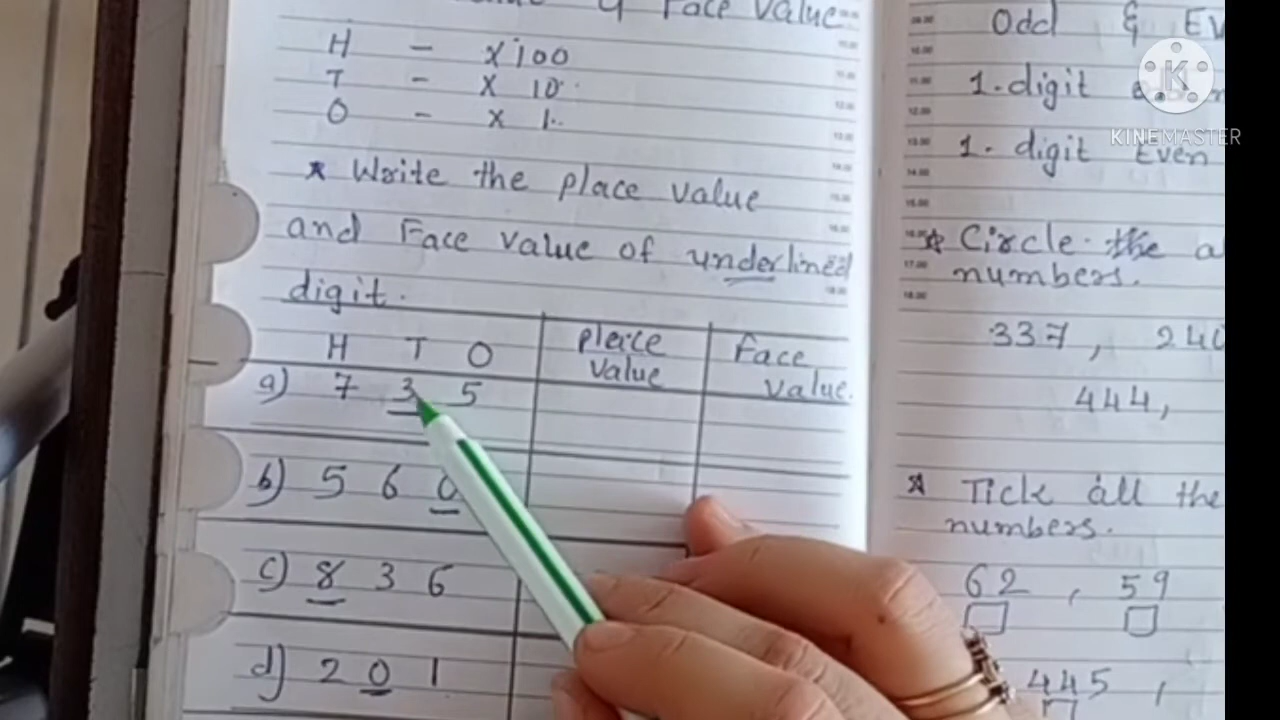 & Face Value
H - X 100
T - X 10
O - X 1
* Write the place value
and Face value of underlined
digit.
H T O place value Face value
a) 7 3 5
b) 5 6 0
c) 8 3 6
d) 2 0 1
Odd & Ev
1. digit
1. digit Even
* Circle the a
numbers.
337, 240
444,
* Tick all the
numbers.
62, 59
445,
KINEMASTER